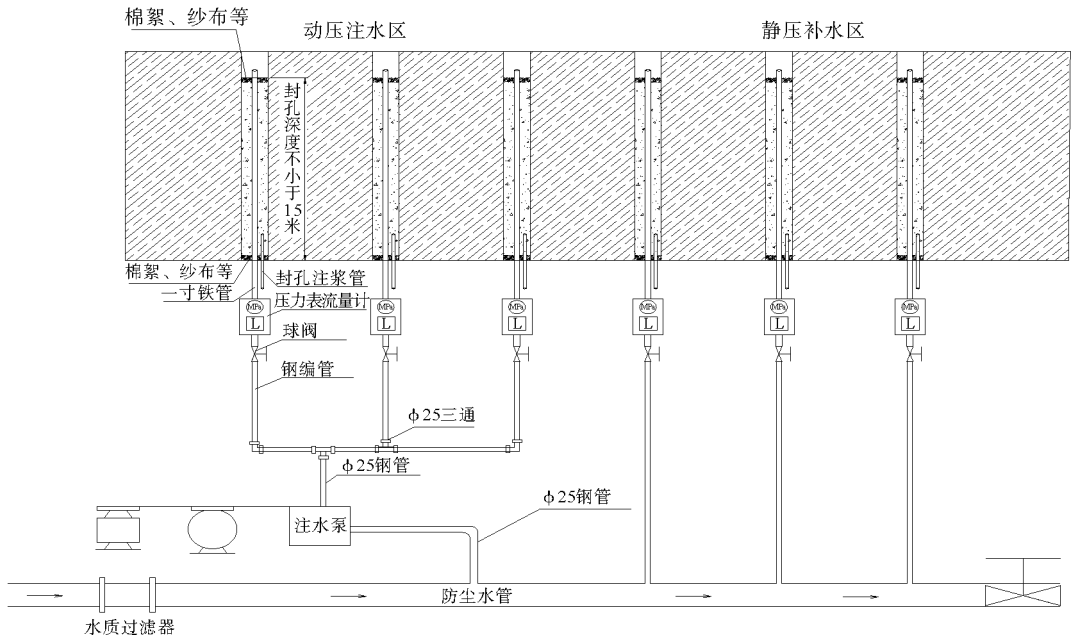 棉絮、纱布等
动压注水区
静压补水区
封孔深度不小于15米
棉絮、纱布等
封孔注浆管
一寸铁管
压力表流量计
MPa
MPa
MPa
MPa
MPa
MPa
L
L
L
L
L
L
球阀
钢编管
ф25三通
ф25钢管
ф25钢管
注水泵
防尘水管
水质过滤器